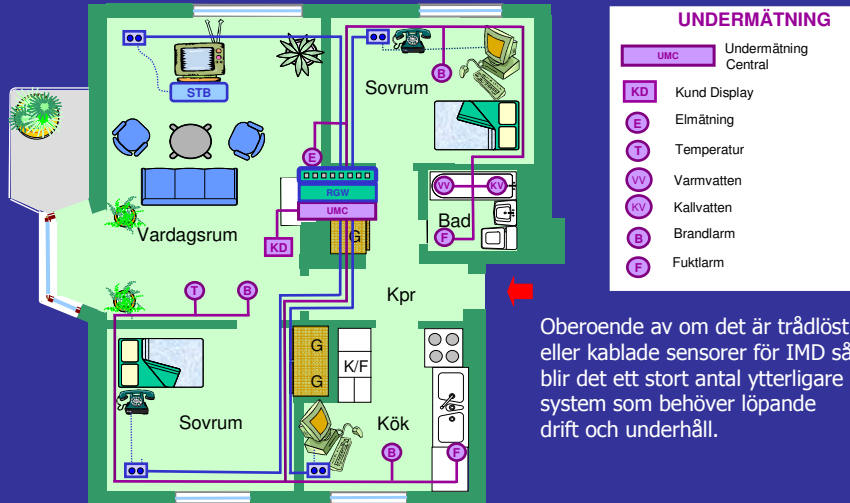 UNDERMÄTNING
UMC Undermätning
Central
KD Kund Display
E Elmätning
T Temperatur
VV Varmvatten
KV Kallvatten
B Brandlarm
F Fuktlarm
STB
Sovrum
B
E
RGW
UMC
VV KV
Bad
F
G
Vardagsrum
KD
T B
Kpr
G
K/F
G
Sovrum
Kök
B F
Oberoende av om det är trådlöst
eller kablade sensorer för IMD så
blir det ett stort antal ytterligare
system som behöver löpande
drift och underhåll.